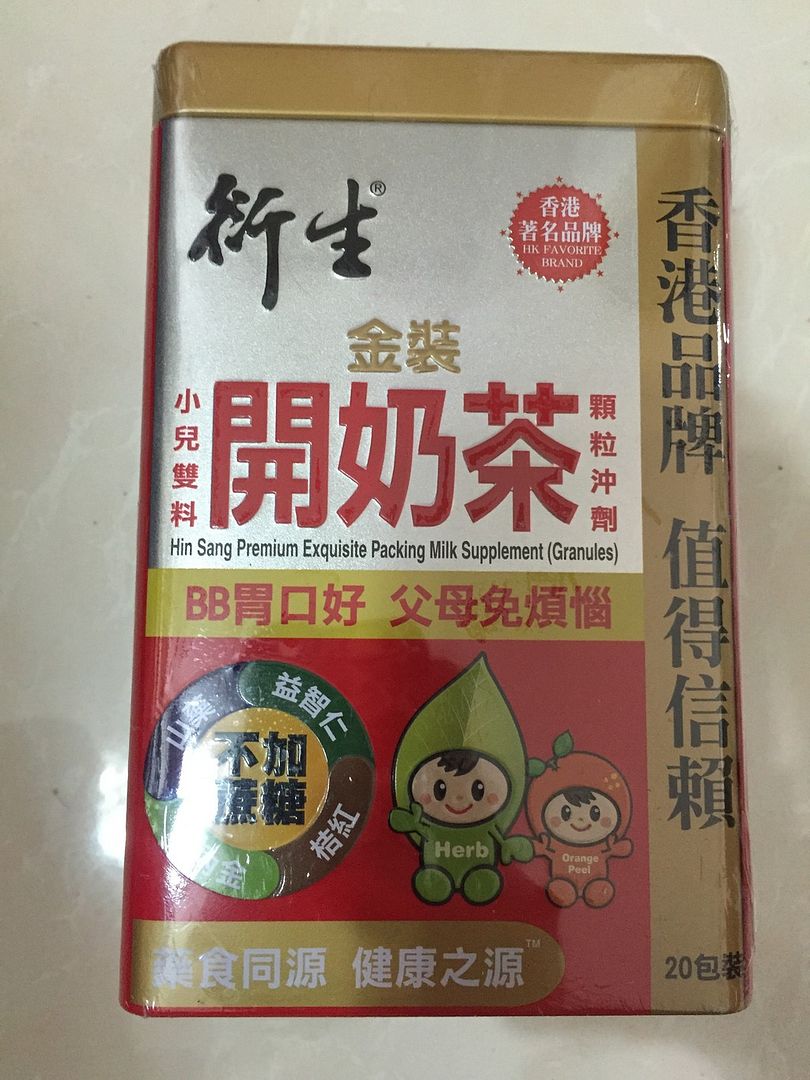 衍生®
香港
著名品牌
HK FAVORITE
BRAND
金裝
小兒雙料
開奶茶
顆粒沖劑
Hin Sang Premium Exquisite Packing Milk Supplement (Granules)
BB胃口好 父母免煩惱
山藥
益智仁
桔紅
金
不加
蔗糖
Herb
Orange
Peel
藥食同源 健康之源™
香港品牌 值得信賴
20包裝